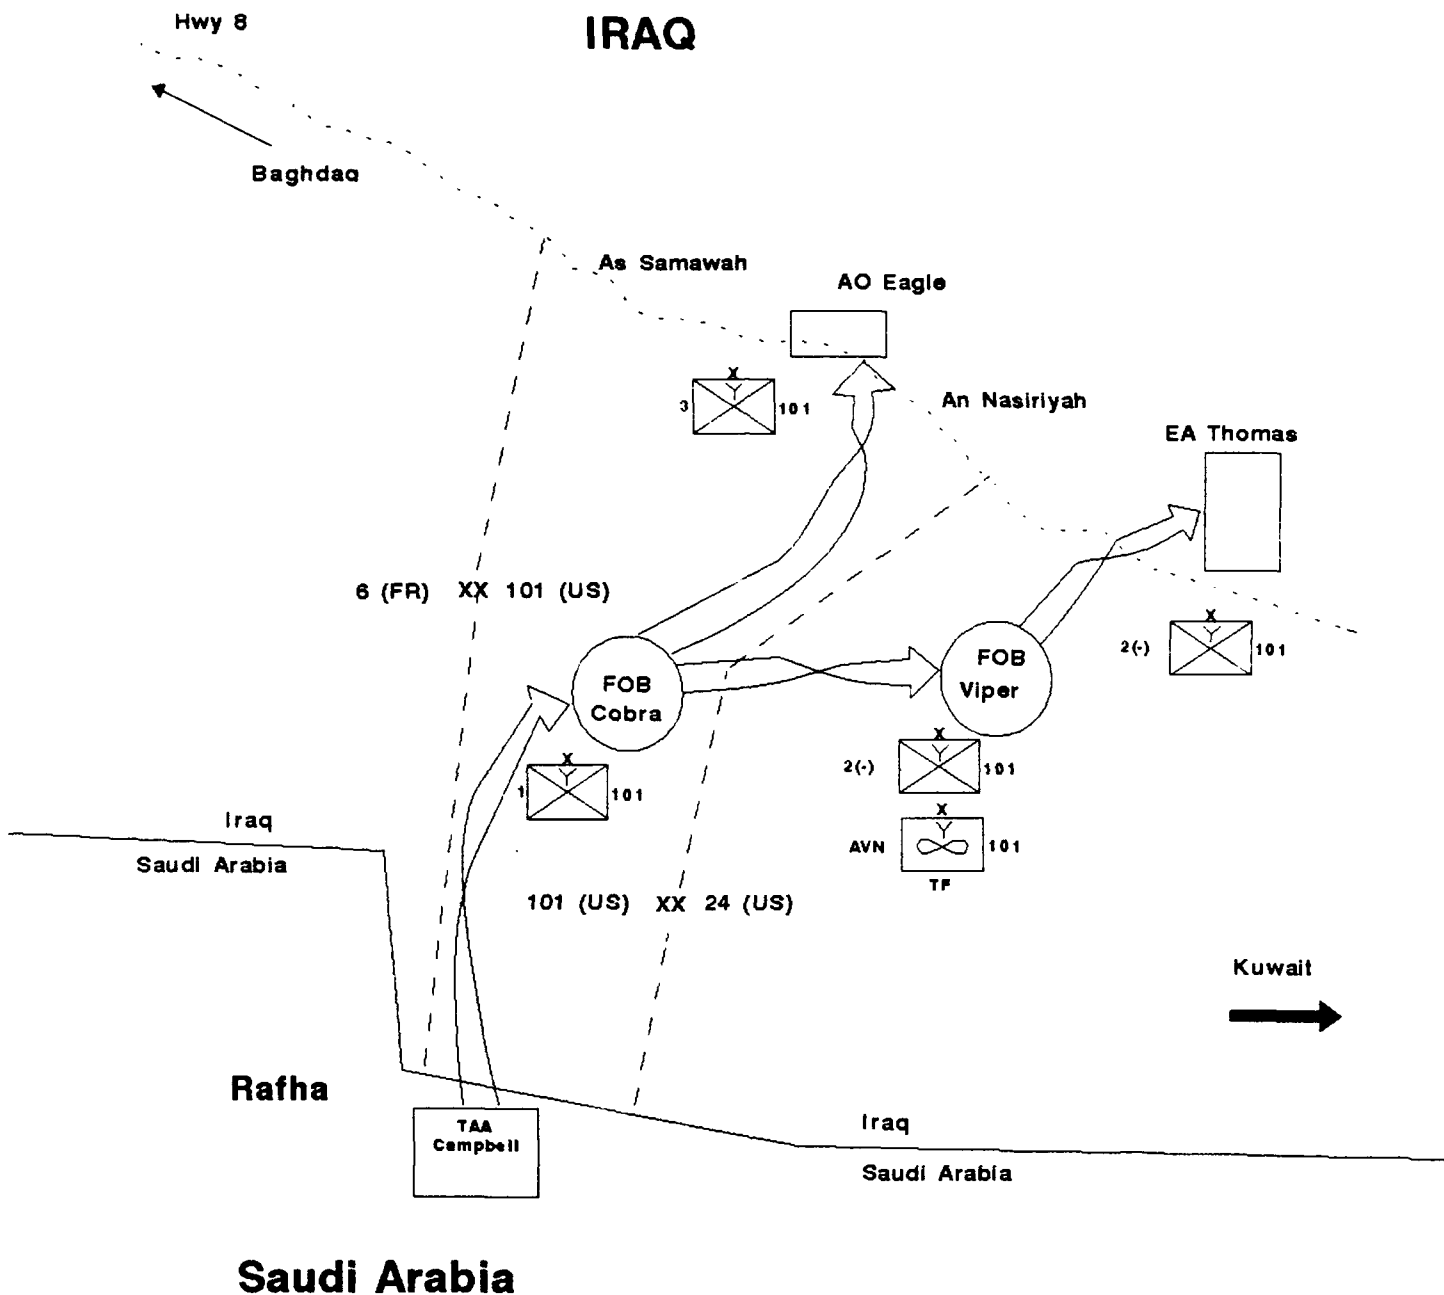 Hwy 8
IRAQ
Baghdaq
As Samawah
AO Eagle
X
3 101
An Nasiriyah
EA Thomas
6 (FR) XX 101 (US)
X
2(-) 101
FOB
Cobra
FOB
Viper
X
1 101
X
2(-) 101
X
AVN 101
TF
Iraq
Saudi Arabia
101 (US) XX 24 (US)
Kuwait
Rafha
TAA
Campbell
Iraq
Saudi Arabia
Saudi Arabia